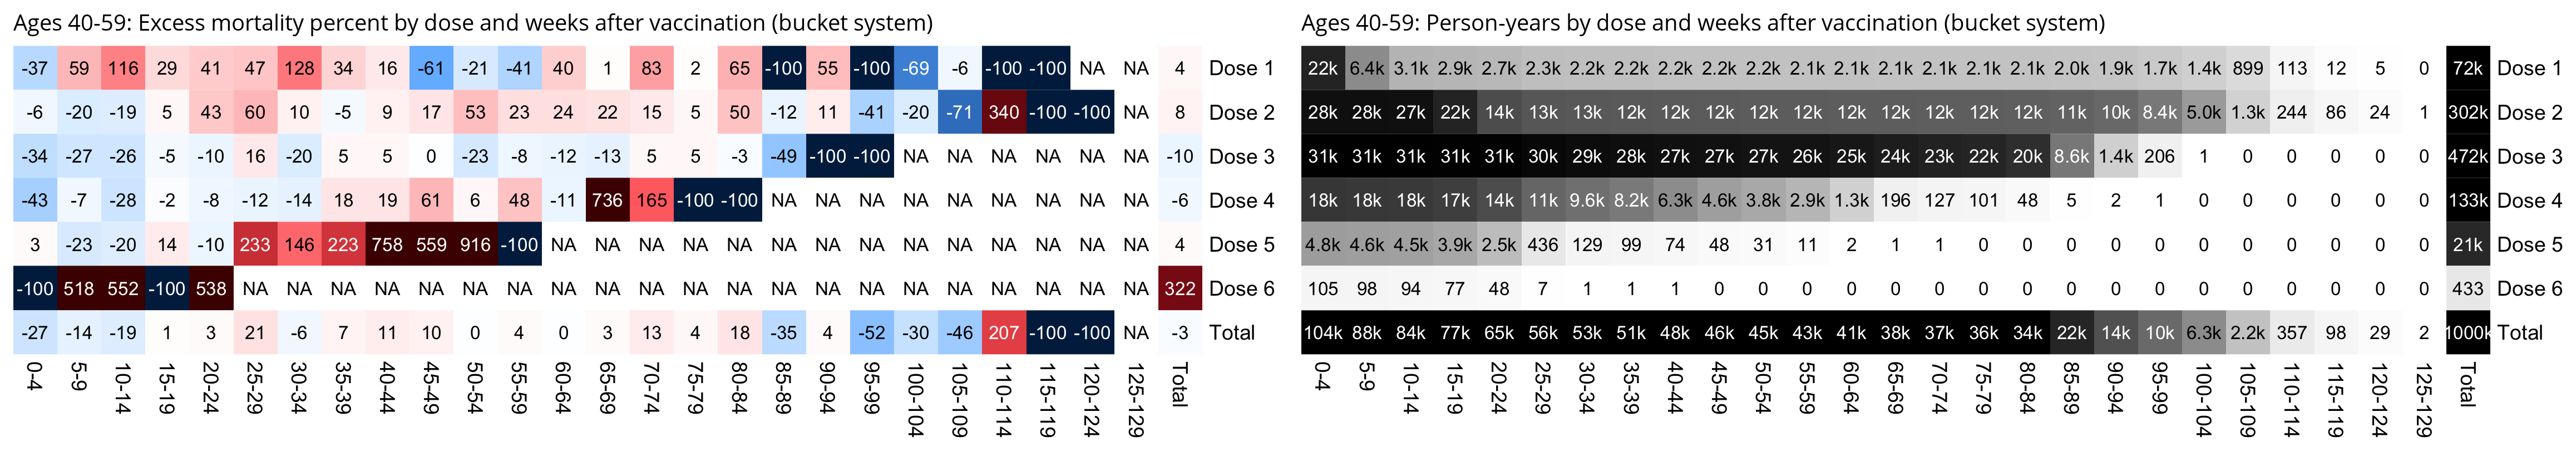 Ages 40-59: Excess mortality percent by dose and weeks after vaccination (bucket system)
-37 59 116 29 41 47 128 34 16 -61 -21 -41 40 1 83 2 65 -100 55 -100 -69 -6 -100 -100 NA NA 4 Dose 1
-6 -20 -19 5 43 60 10 -5 9 17 53 23 24 22 15 5 50 -12 11 -41 -20 -71 340 -100 -100 NA 8 Dose 2
-34 -27 -26 -5 -10 16 -20 5 5 0 -23 -8 -12 -13 5 5 -3 -49 -100 -100 NA NA NA NA NA NA -10 Dose 3
-43 -7 -28 -2 -8 -12 -14 18 19 61 6 48 -11 736 165 -100 -100 NA NA NA NA NA NA NA NA NA -6 Dose 4
3 -23 -20 14 -10 233 146 223 758 559 916 -100 NA NA NA NA NA NA NA NA NA NA NA NA NA NA 4 Dose 5
-100 518 552 -100 538 NA NA NA NA NA NA NA NA NA NA NA NA NA NA NA NA NA NA NA NA NA 322 Dose 6
-27 -14 -19 1 3 21 -6 7 11 10 0 4 0 3 13 4 18 -35 4 -52 -30 -46 207 -100 -100 NA -3 Total
0-4 5-9 10-14 15-19 20-24 25-29 30-34 35-39 40-44 45-49 50-54 55-59 60-64 65-69 70-74 75-79 80-84 85-89 90-94 95-99 100-104 105-109 110-114 115-119 120-124 125-129 Total
Ages 40-59: Person-years by dose and weeks after vaccination (bucket system)
22k 6.4k 3.1k 2.9k 2.7k 2.3k 2.2k 2.2k 2.2k 2.2k 2.2k 2.1k 2.1k 2.1k 2.1k 2.1k 2.1k 2.0k 1.9k 1.7k 1.4k 899 113 12 5 0 72k Dose 1
28k 28k 27k 22k 14k 13k 13k 12k 12k 12k 12k 12k 12k 12k 12k 12k 12k 11k 10k 8.4k 5.0k 1.3k 244 86 24 1 302k Dose 2
31k 31k 31k 31k 31k 30k 29k 28k 27k 27k 27k 26k 25k 24k 23k 22k 20k 8.6k 1.4k 206 1 0 0 0 0 0 472k Dose 3
18k 18k 18k 17k 14k 11k 9.6k 8.2k 6.3k 4.6k 3.8k 2.9k 1.3k 196 127 101 48 5 2 1 0 0 0 0 0 0 133k Dose 4
4.8k 4.6k 4.5k 3.9k 2.5k 436 129 99 74 48 31 11 2 1 1 0 0 0 0 0 0 0 0 0 0 0 21k Dose 5
105 98 94 77 48 7 1 1 1 0 0 0 0 0 0 0 0 0 0 0 0 0 0 0 0 0 433 Dose 6
104k 88k 84k 77k 65k 56k 53k 51k 48k 46k 45k 43k 41k 38k 37k 36k 34k 22k 14k 10k 6.3k 2.2k 357 98 29 2 1000k Total
0-4 5-9 10-14 15-19 20-24 25-29 30-34 35-39 40-44 45-49 50-54 55-59 60-64 65-69 70-74 75-79 80-84 85-89 90-94 95-99 100-104 105-109 110-114 115-119 120-124 125-129 Total